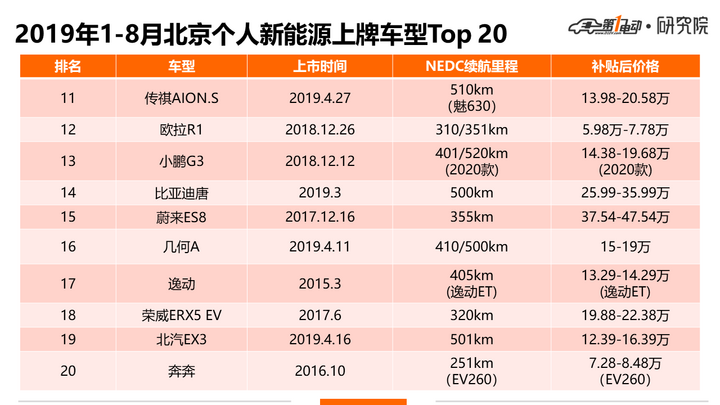 2019年1-8月北京个人新能源上牌车型Top 20
第1电动·研究院
排名 车型 上市时间 NEDC续航里程 补贴后价格
11 传祺AION.S 2019.4.27 510km (魅630) 13.98-20.58万
12 欧拉R1 2018.12.26 310/351km 5.98万-7.78万
13 小鹏G3 2018.12.12 401/520km (2020款) 14.38-19.68万 (2020款)
14 比亚迪唐 2019.3 500km 25.99-35.99万
15 蔚来ES8 2017.12.16 355km 37.54-47.54万
16 几何A 2019.4.11 410/500km 15-19万
17 逸动 2015.3 405km (逸动ET) 13.29-14.29万 (逸动ET)
18 荣威ERX5 EV 2017.6 320km 19.88-22.38万
19 北汽EX3 2019.4.16 501km 12.39-16.39万
20 奔奔 2016.10 251km (EV260) 7.28-8.48万 (EV260)